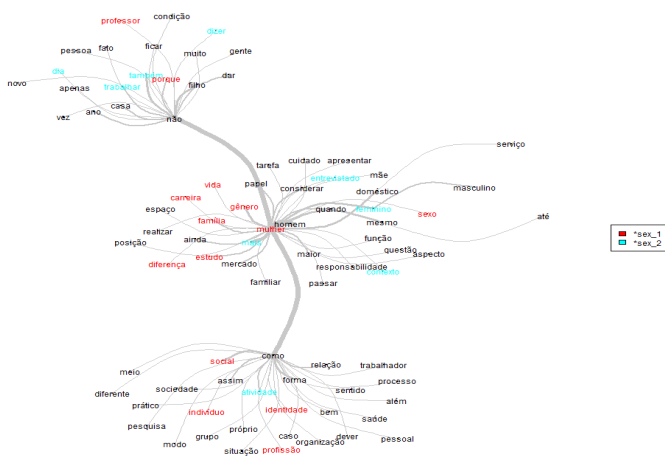 condição
professor
dizer
ficar
fato
pessoa
muito
gente
também
dia
porque
dar
novo
trabalhar
filho
apenas
casa
ano
vez
não
cuidado
apresentar
serviço
tarefa
entrevistado
mãe
vida
papel
considerar
doméstico
masculino
carreira
gênero
quando
feminino
espaço
sexo
família
até
homem
mesmo
realizar
mulher
ainda
função
posição
questão
maior
aspecto
estudo
diferença
mercado
responsabilidade
contexto
familiar
passar
*sex_1
*sex_2
como
social
relação
trabalhador
meio
assim
forma
processo
sociedade
diferente
atividade
sentido
além
prático
indivíduo
identidade
bem
saúde
pesquisa
próprio
modo
grupo
caso
dever
pessoal
organização
situação
profissão